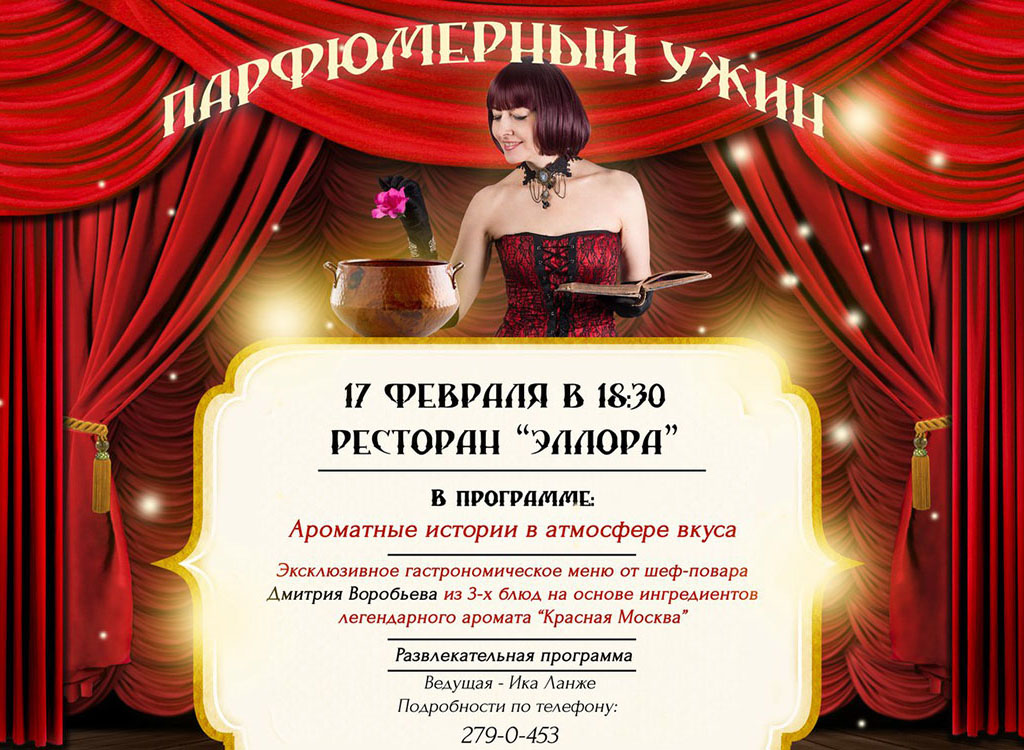 ПАРФЮМЕРНЫЙ УЖИН
17 ФЕВРАЛЯ В 18:30
РЕСТОРАН “ЭЛЛОРА”
В ПРОГРАММЕ:
Ароматные истории в атмосфере вкуса
Эксклюзивное гастрономическое меню от шеф-повара
Дмитрия Воробьева из 3-х блюд на основе ингредиентов
легендарного аромата “Красная Москва”
Развлекательная программа
Ведущая - Ика Ланже
Подробности по телефону:
279-0-453